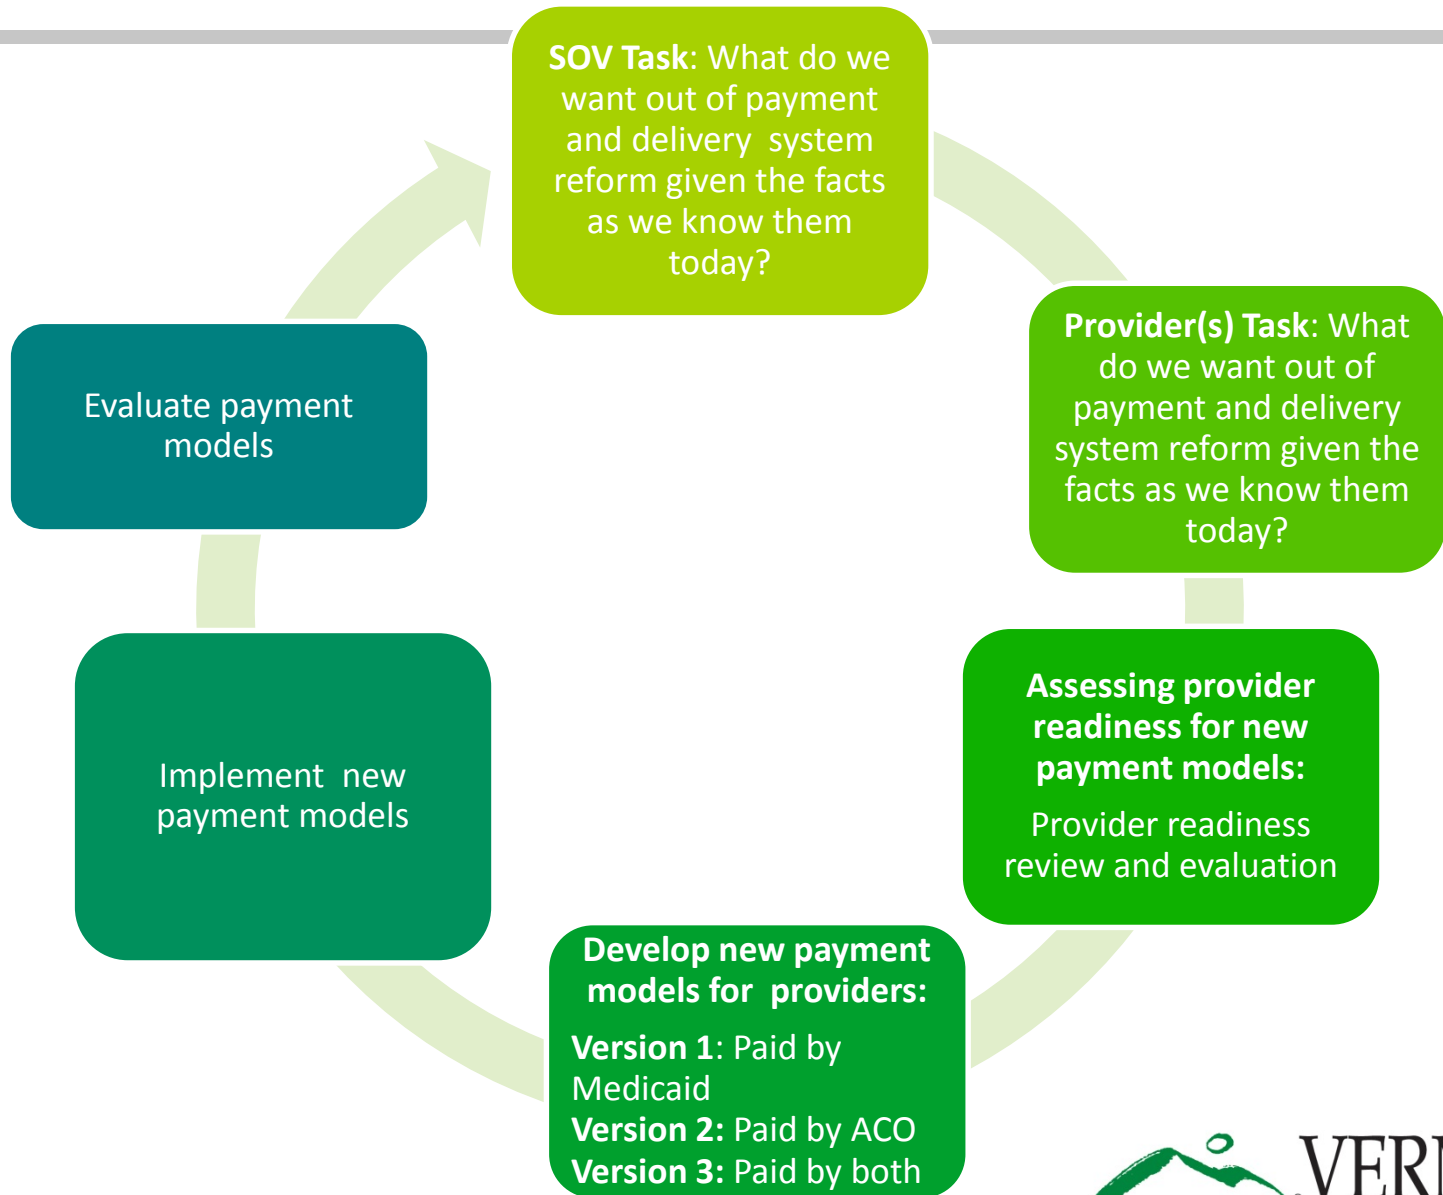 SOV Task: What do we
want out of payment
and delivery system
reform given the facts
as we know them
today?
Provider(s) Task: What
do we want out of
payment and delivery
system reform given the
facts as we know them
today?
Assessing provider
readiness for new
payment models:
Provider readiness
review and evaluation
Develop new payment
models for providers:
Version 1: Paid by
Medicaid
Version 2: Paid by ACO
Version 3: Paid by both
Implement new
payment models
Evaluate payment
models